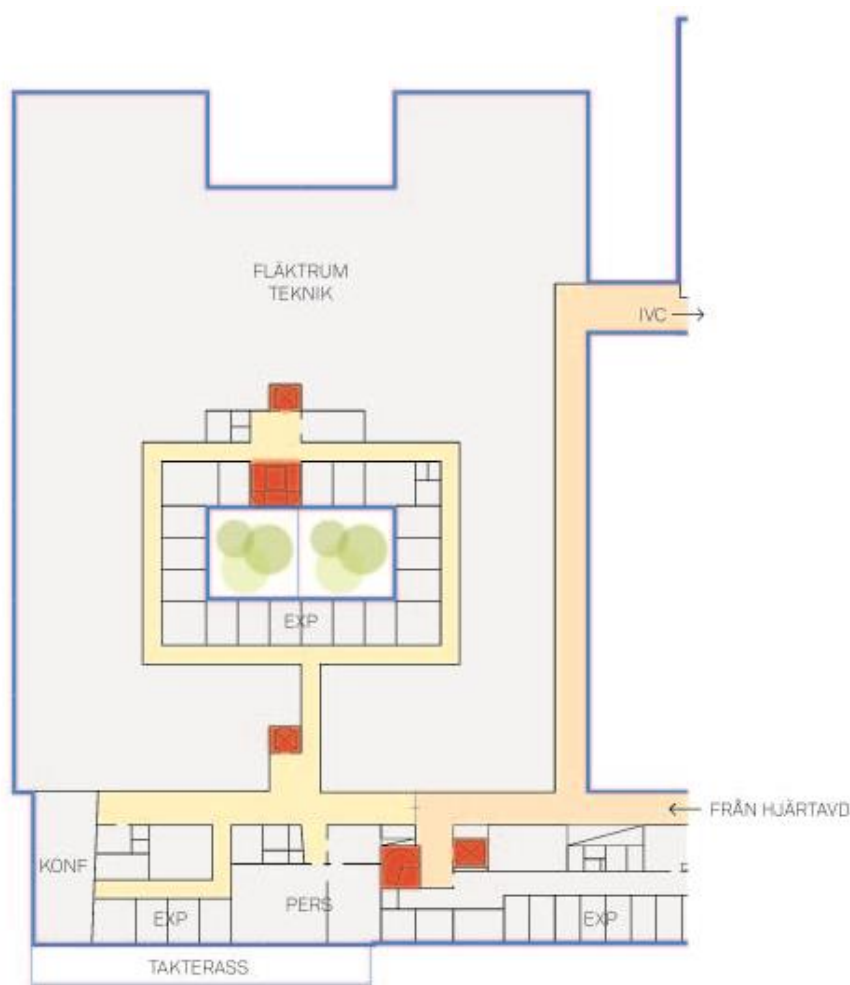 FLÄKTRUM
TEKNIK
IVC
EXP
FRÅN HJÄRTAVD
KONF
EXP
PERS
EXP
TAKTERASS